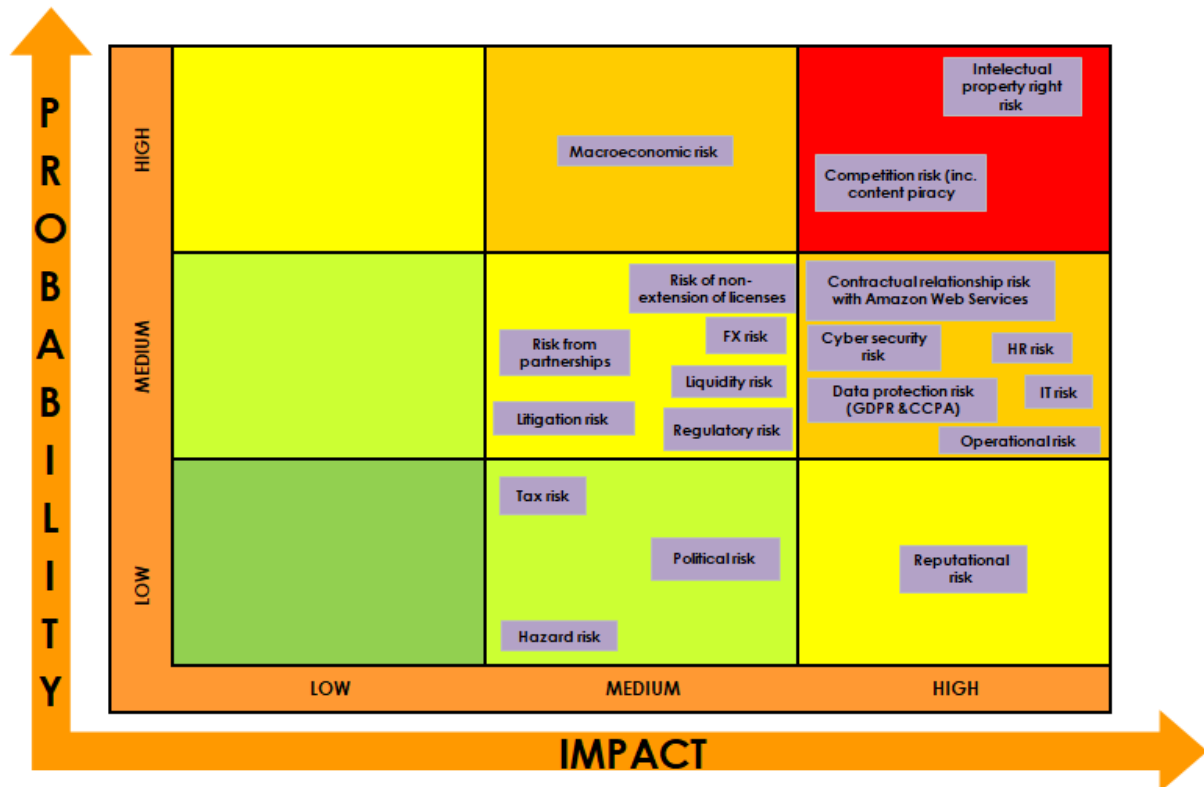 PROBABILITY
HIGH
Macroeconomic risk
Intelectual
property right
risk
Competition risk (inc.
content piracy
MEDIUM
Risk of non-
extension of licenses
FX risk
Risk from
partnerships
Liquidity risk
Litigation risk
Regulatory risk
Contractual relationship risk
with Amazon Web Services
Cyber security
risk
HR risk
Data protection risk
(GDPR &CCPA)
IT risk
Operational risk
LOW
Tax risk
Political risk
Hazard risk
Reputational
risk
LOW
MEDIUM
HIGH
IMPACT